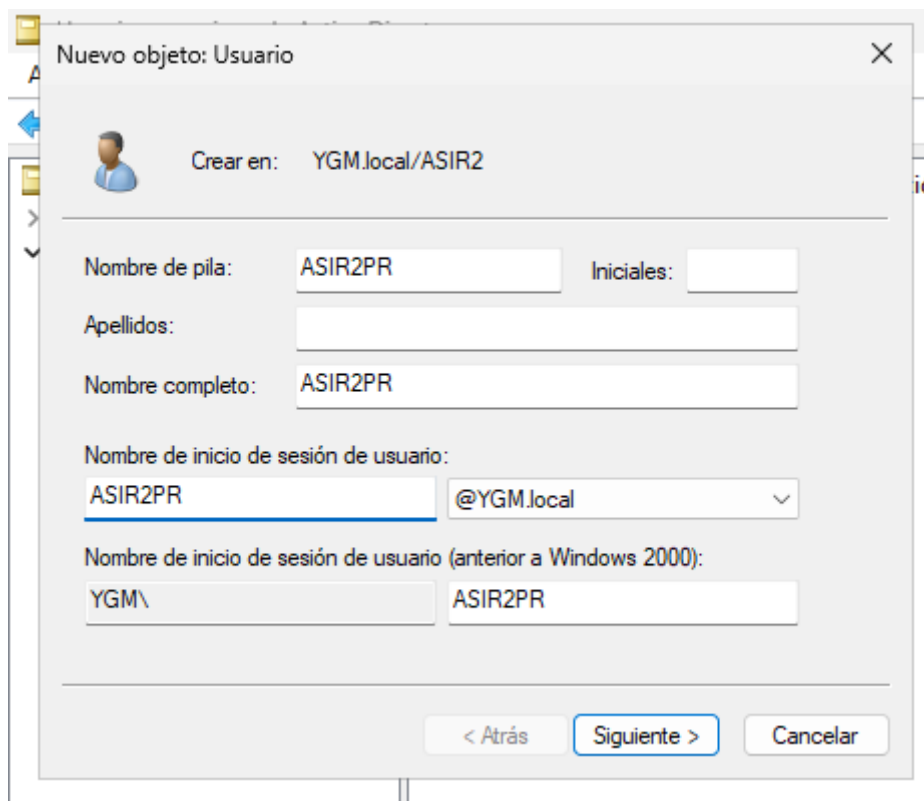 Nuevo objeto: Usuario
Crear en: YGM.local/ASIR2
Nombre de pila: ASIR2PR Iniciales:
Apellidos:
Nombre completo: ASIR2PR
Nombre de inicio de sesión de usuario:
ASIR2PR @YGM.local
Nombre de inicio de sesión de usuario (anterior a Windows 2000):
YGM\ ASIR2PR
< Atrás Siguiente > Cancelar